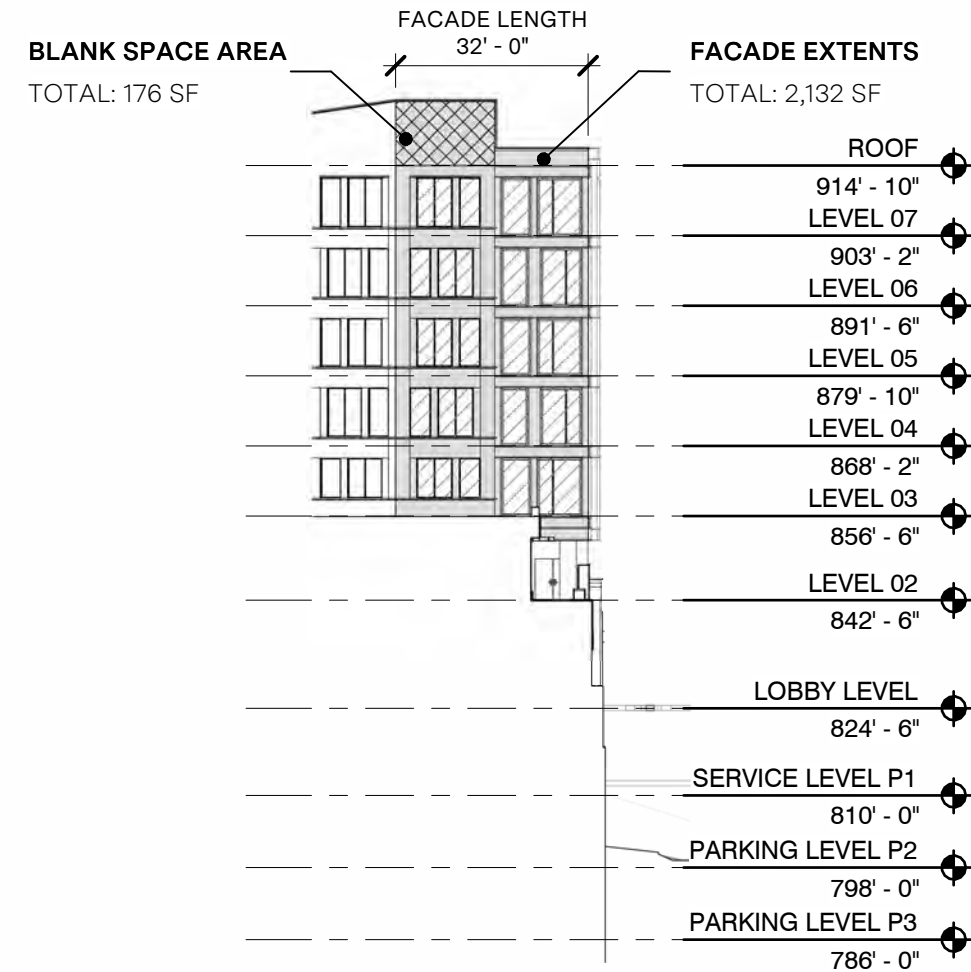 FACADE LENGTH
32' - 0"
BLANK SPACE AREA
TOTAL: 176 SF
FACADE EXTENTS
TOTAL: 2,132 SF
ROOF
914' - 10"
LEVEL 07
903' - 2"
LEVEL 06
891' - 6"
LEVEL 05
879' - 10"
LEVEL 04
868' - 2"
LEVEL 03
856' - 6"
LEVEL 02
842' - 6"
LOBBY LEVEL
824' - 6"
SERVICE LEVEL P1
810' - 0"
PARKING LEVEL P2
798' - 0"
PARKING LEVEL P3
786' - 0"